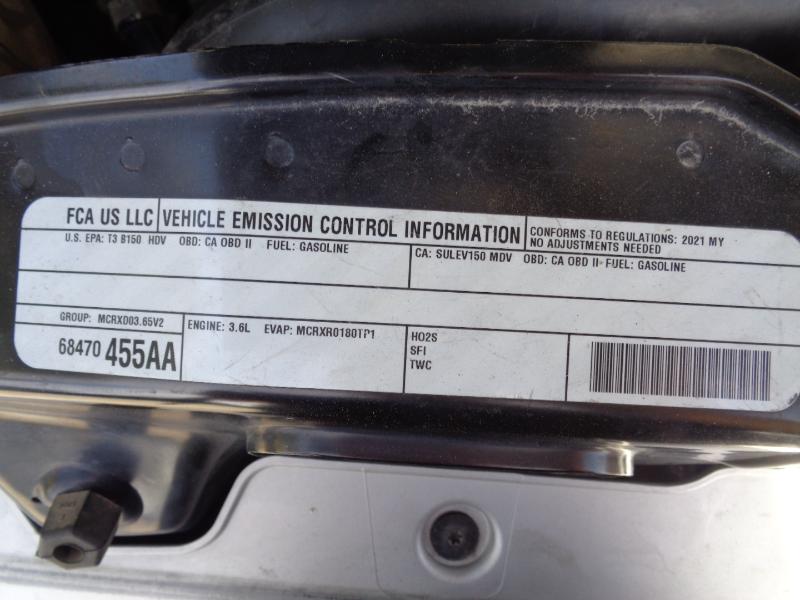 FCA US LLC
VEHICLE EMISSION CONTROL INFORMATION
CONFORMS TO REGULATIONS: 2021 MY
NO ADJUSTMENTS NEEDED
U.S. EPA: T3 B150 HDV OBD: CA OBD II FUEL: GASOLINE
CA: SULEV150 MDV OBD: CA OBD II FUEL: GASOLINE
GROUP: MCRXD03.65V2
68470 455AA
ENGINE: 3.6L EVAP: MCRXR0180TP1
HO2S
SFI
TWC